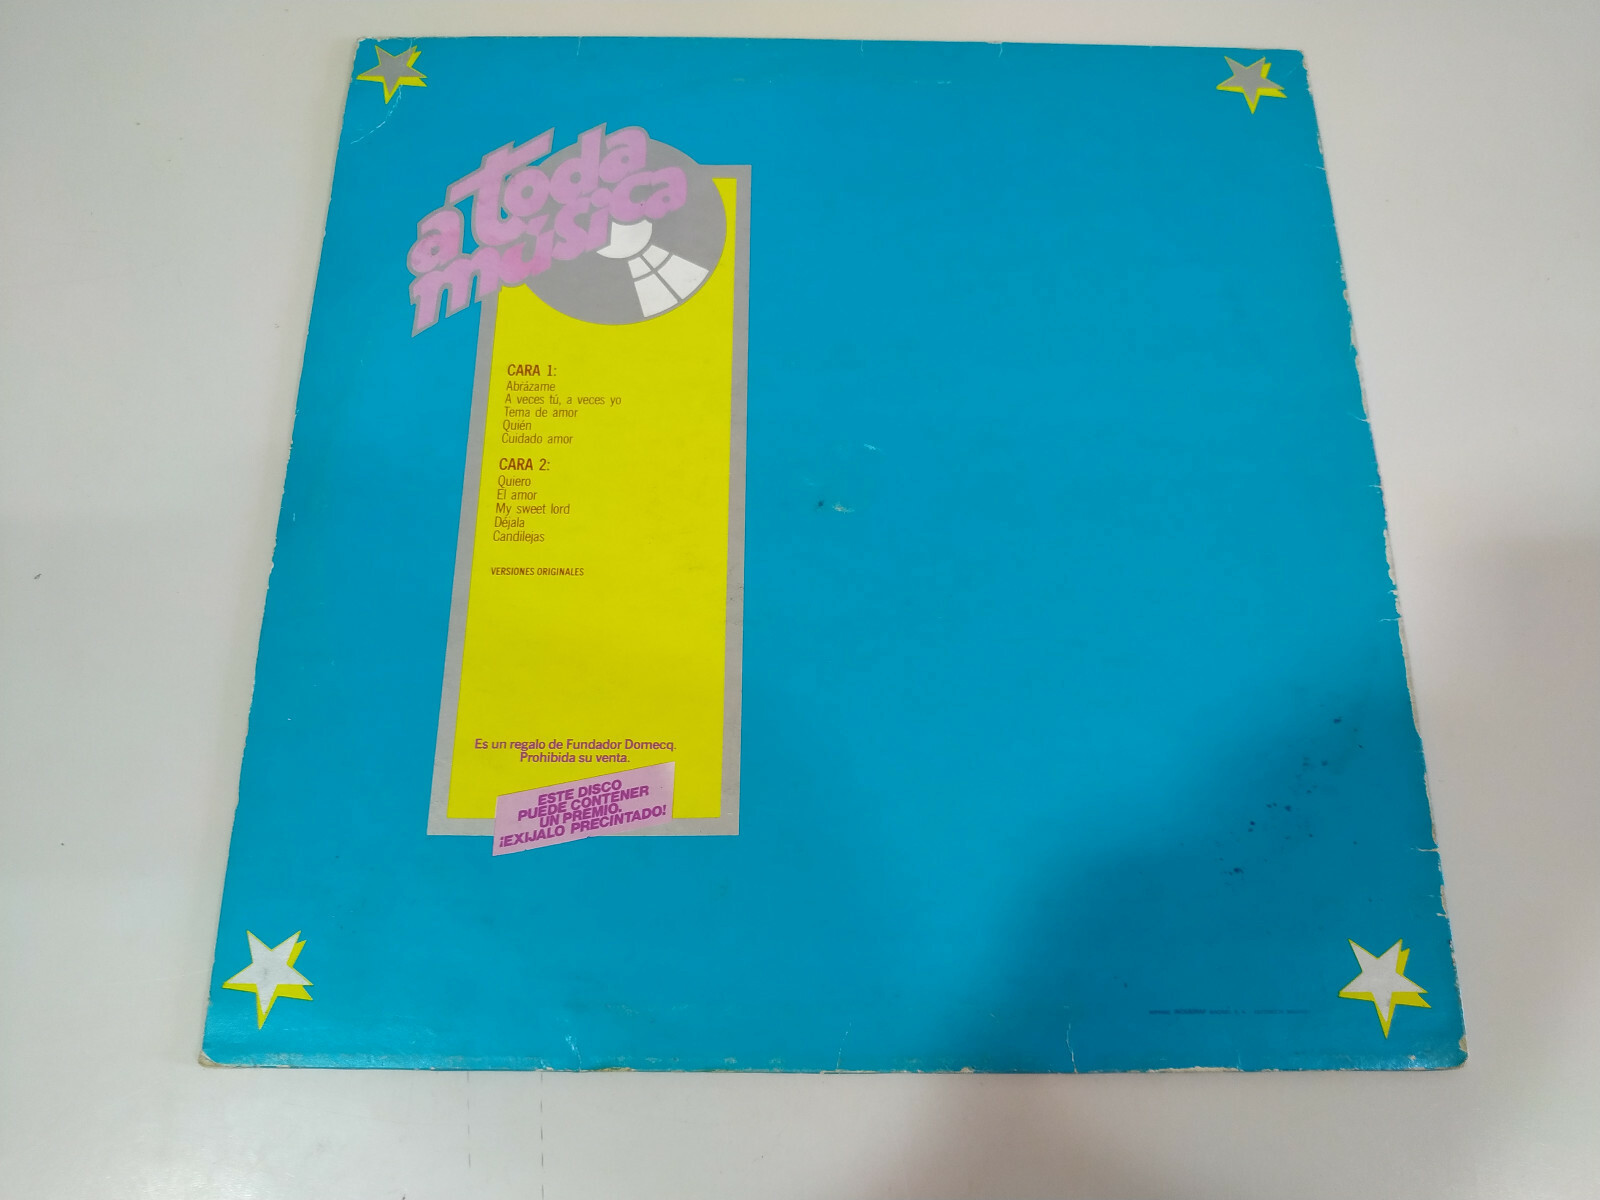 a toda
música
CARA 1:
Abrázame
A veces tú, a veces yo
Tema de amor
Quién
Cuidado amor
CARA 2:
Quiero
El amor
My sweet lord
Déjala
Candilejas
VERSIONES ORIGINALES
Es un regalo de Fundador Domecq.
Prohibida su venta.
ESTE DISCO
PUEDE CONTENER
UN PREMIO.
¡EXIJALO PRECINTADO!